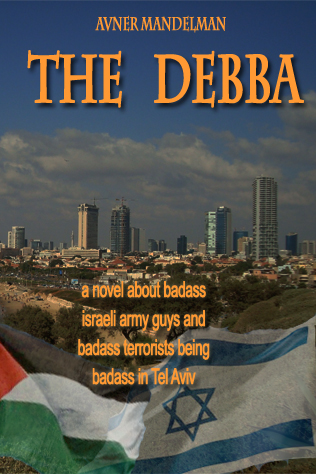 AVNER MANDELMAN
THE DEBBA
a novel about badass
israeli army guys and
badass terrorists being
badass in Tel Aviv